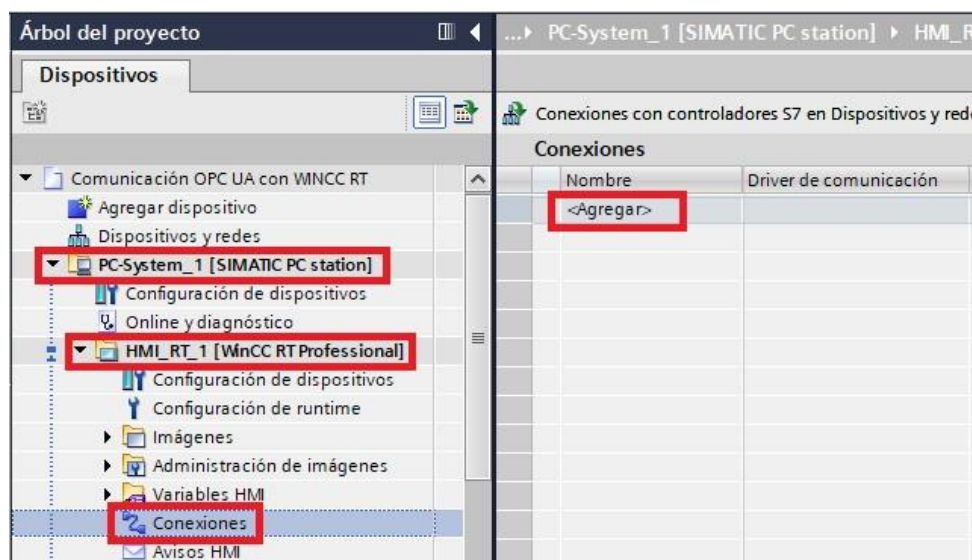 Árbol del proyecto
Dispositivos
Comunicación OPC UA con WINCC RT
Agregar dispositivo
Dispositivos y redes
PC-System_1 [SIMATIC PC station]
Configuración de dispositivos
Online y diagnóstico
HMI_RT_1 [WinCC RT Professional]
Configuración de dispositivos
Configuración de runtime
Imágenes
Administración de imágenes
Variables HMI
Conexiones
Avisos HMI
... PC-System_1 [SIMATIC PC station] HMI_R
Conexiones con controladores S7 en Dispositivos y rede
Conexiones
Nombre Driver de comunicación
<Agregar>